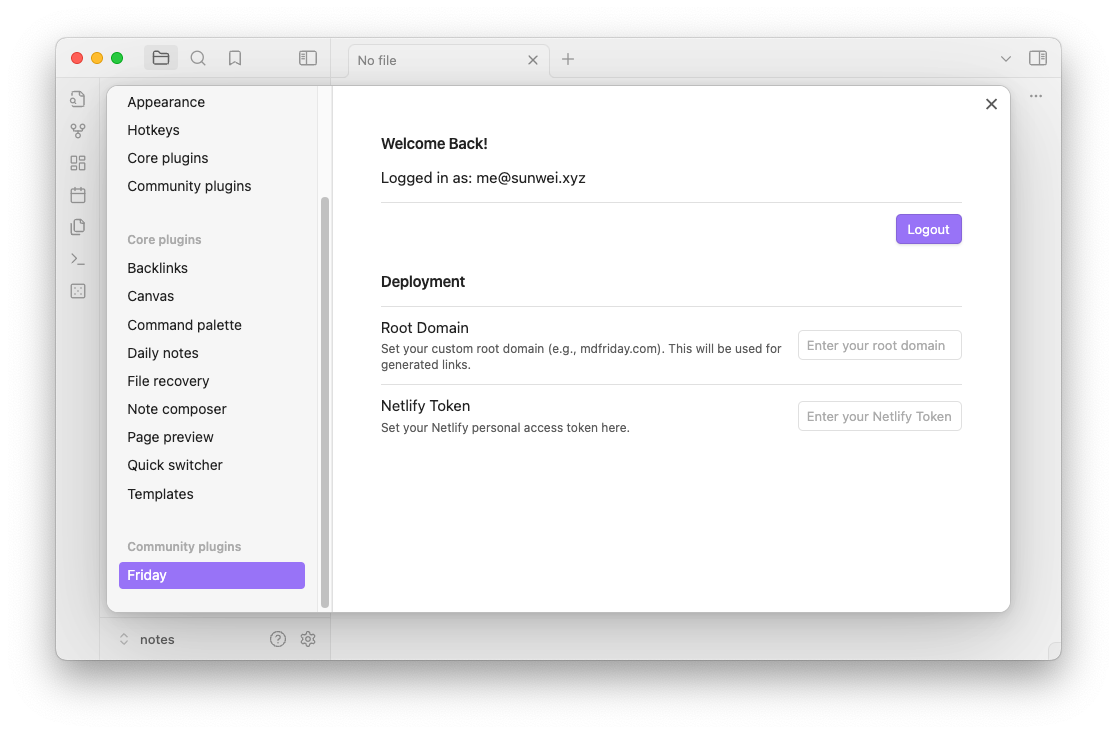 No file
Appearance
Hotkeys
Core plugins
Community plugins
Core plugins
Backlinks
Canvas
Command palette
Daily notes
File recovery
Note composer
Page preview
Quick switcher
Templates
Community plugins
Friday
Welcome Back!
Logged in as: me@sunwei.xyz
Logout
Deployment
Root Domain
Set your custom root domain (e.g., mdfriday.com). This will be used for
generated links.
Enter your root domain
Netlify Token
Set your Netlify personal access token here.
Enter your Netlify Token
notes